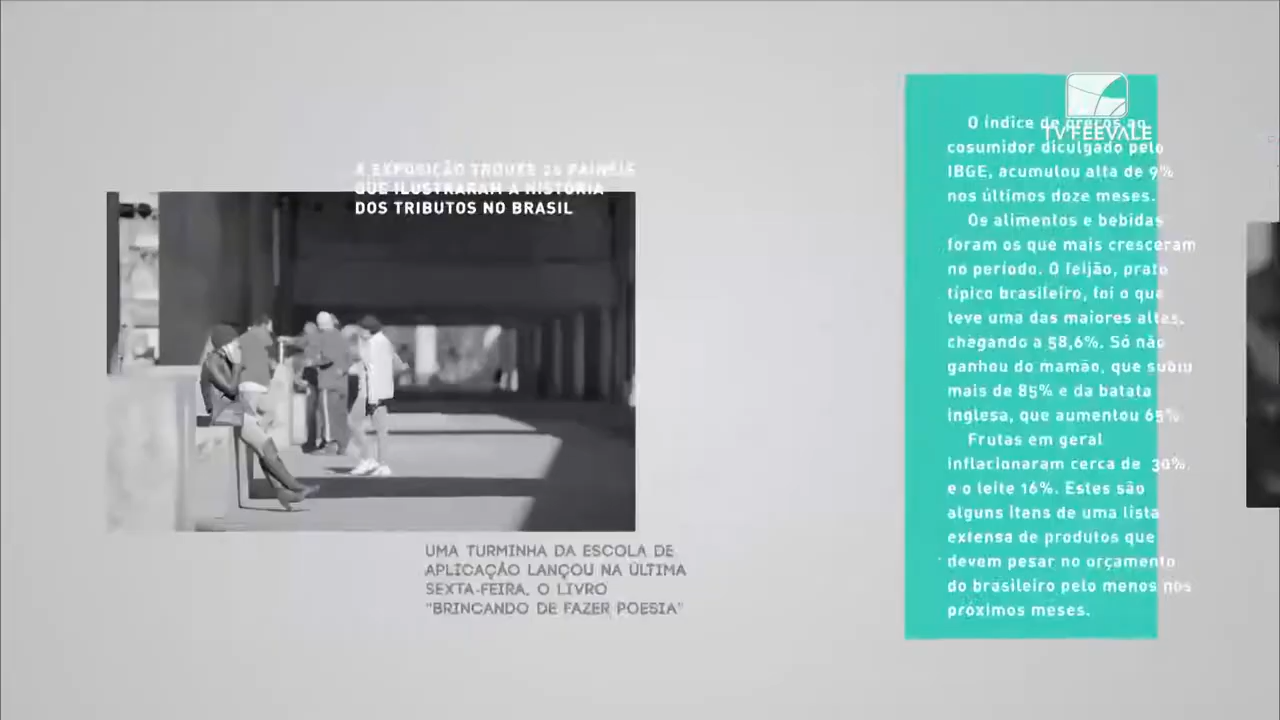 A EXPOSIÇÃO TROUXE 26 PAINÉIS
QUE ILUSTRARAM A HISTÓRIA
DOS TRIBUTOS NO BRASIL
UMA TURMINHA DA ESCOLA DE
APLICAÇÃO LANÇOU NA ÚLTIMA
SEXTA-FEIRA, O LIVRO
"BRINCANDO DE FAZER POESIA"
TV FEEVALE
O índice de preços ao
cosumidor diculgado pelo
IBGE, acumulou alta de 9%
nos últimos doze meses.
Os alimentos e bebidas
foram os que mais cresceram
no período. O feijão, prato
típico brasileiro, foi o que
teve uma das maiores altas,
chegando a 58,6%. Só não
ganhou do mamão, que subiu
mais de 85% e da batata
inglesa, que aumentou 65%
Frutas em geral
inflacionaram cerca de 30%
e o leite 16%. Estes são
alguns itens de uma lista
extensa de produtos que
devem pesar no orçamento
do brasileiro pelo menos nos
próximos meses.